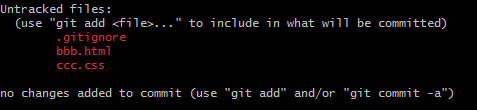 Untracked files:
(use "git add <file>..." to include in what will be committed)
.gitignore
bbb.html
ccc.css
no changes added to commit (use "git add" and/or "git commit -a")